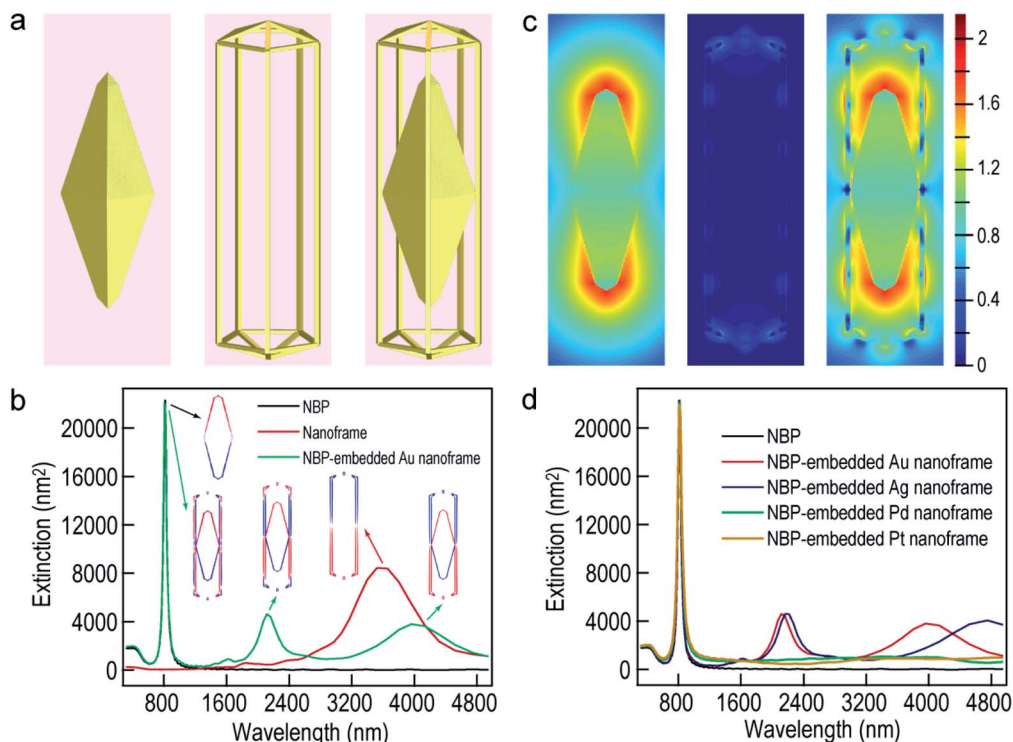 a
c
2
1.6
1.2
0.8
0.4
0
b
NBP
Nanoframe
NBP-embedded Au nanoframe
20000
16000
12000
8000
4000
0
Extinction (nm²)
800 1600 2400 3200 4000 4800
Wavelength (nm)
d
NBP
NBP-embedded Au nanoframe
NBP-embedded Ag nanoframe
NBP-embedded Pd nanoframe
NBP-embedded Pt nanoframe
20000
16000
12000
8000
4000
0
Extinction (nm²)
800 1600 2400 3200 4000 4800
Wavelength (nm)